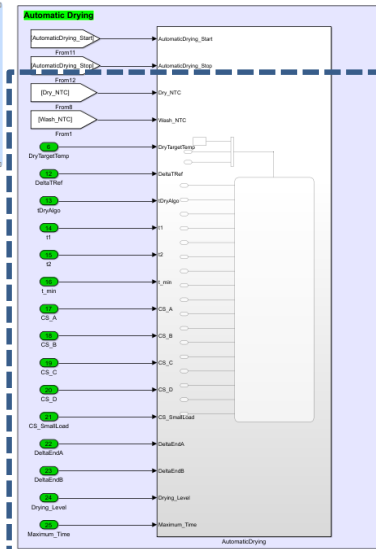 Automatic Drying
[AutomaticDrying_Start]
AutomaticDrying_Start
From11
[AutomaticDrying_Stop]
AutomaticDrying_Stop
From12
[Dry_NTC]
Dry_NTC
From8
[Wash_NTC]
Wash_NTC
From1
DryTargetTemp
DryTargetTemp
12
DeltaTRef
DeltaTRef
13
tDryAlgo
tDryAlgo
14
t1
t1
15
t2
t2
16
t_min
t_min
17
CS_A
CS_A
18
CS_B
CS_B
19
CS_C
CS_C
20
CS_D
CS_D
21
CS_SmallLoad
CS_SmallLoad
22
DeltaEndA
DeltaEndA
23
DeltaEndB
DeltaEndB
24
Drying_Level
Drying_Level
25
Maximum_Time
Maximum_Time
AutomaticDrying